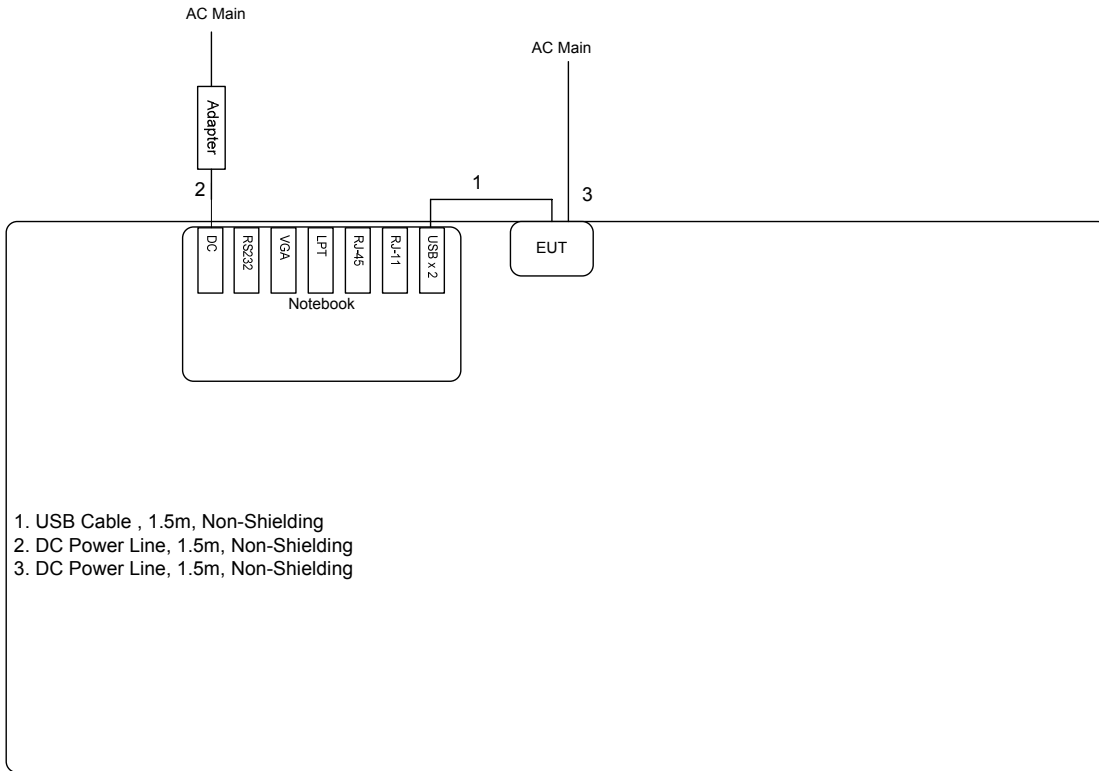 AC Main
AC Main
Adapter
2
1
3
DC
RS232
VGA
LPT
RJ-45
RJ-11
USB x 2
EUT
Notebook
1. USB Cable , 1.5m, Non-Shielding
2. DC Power Line, 1.5m, Non-Shielding
3. DC Power Line, 1.5m, Non-Shielding